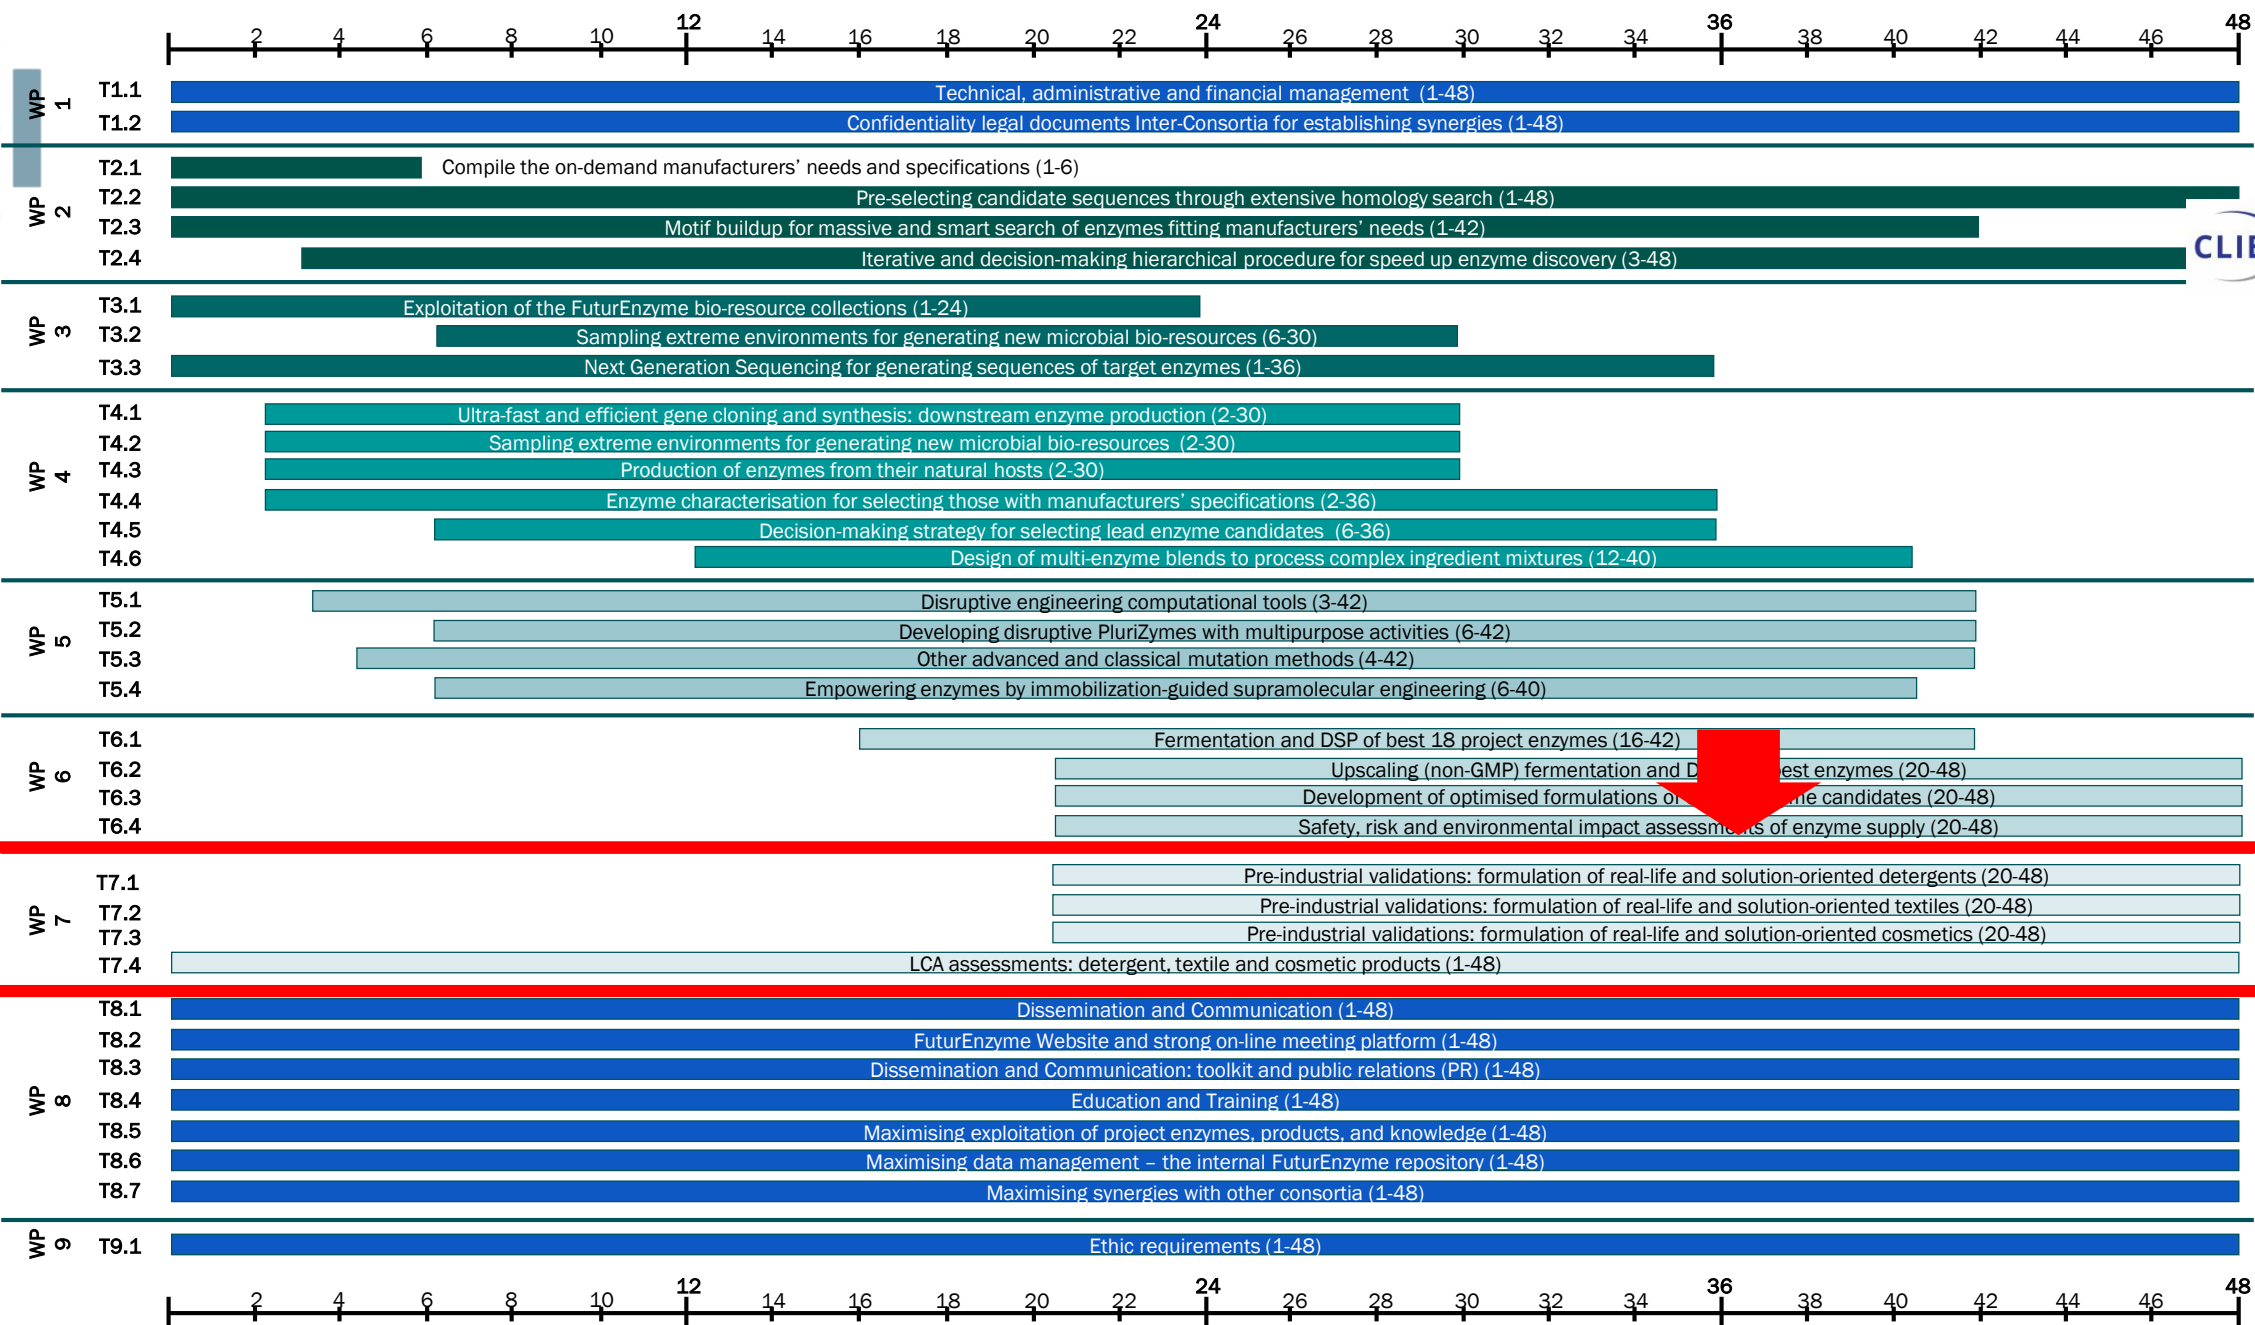 12 24 36 48
2 4 6 8 10 14 16 18 20 22 26 28 30 32 34 38 40 42 44 46
WP 1
T1.1 Technical, administrative and financial management (1-48)
T1.2 Confidentiality legal documents Inter-Consortia for establishing synergies (1-48)
WP 2
T2.1 Compile the on-demand manufacturers’ needs and specifications (1-6)
T2.2 Pre-selecting candidate sequences through extensive homology search (1-48)
T2.3 Motif buildup for massive and smart search of enzymes fitting manufacturers’ needs (1-42)
T2.4 Iterative and decision-making hierarchical procedure for speed up enzyme discovery (3-48)
WP 3
T3.1 Exploitation of the FuturEnzyme bio-resource collections (1-24)
T3.2 Sampling extreme environments for generating new microbial bio-resources (6-30)
T3.3 Next Generation Sequencing for generating sequences of target enzymes (1-36)
WP 4
T4.1 Ultra-fast and efficient gene cloning and synthesis: downstream enzyme production (2-30)
T4.2 Sampling extreme environments for generating new microbial bio-resources (2-30)
T4.3 Production of enzymes from their natural hosts (2-30)
T4.4 Enzyme characterisation for selecting those with manufacturers’ specifications (2-36)
T4.5 Decision-making strategy for selecting lead enzyme candidates (6-36)
T4.6 Design of multi-enzyme blends to process complex ingredient mixtures (12-40)
WP 5
T5.1 Disruptive engineering computational tools (3-42)
T5.2 Developing disruptive PluriZymes with multipurpose activities (6-42)
T5.3 Other advanced and classical mutation methods (4-42)
T5.4 Empowering enzymes by immobilization-guided supramolecular engineering (6-40)
WP 6
T6.1 Fermentation and DSP of best 18 project enzymes (16-42)
T6.2 Upscaling (non-GMP) fermentation and enzymes (20-48)
T6.3 Development of optimised formulations candidates (20-48)
T6.4 Safety, risk and environmental impact assessments of enzyme supply (20-48)
WP 7
T7.1 Pre-industrial validations: formulation of real-life and solution-oriented detergents (20-48)
T7.2 Pre-industrial validations: formulation of real-life and solution-oriented textiles (20-48)
T7.3 Pre-industrial validations: formulation of real-life and solution-oriented cosmetics (20-48)
T7.4 LCA assessments: detergent, textile and cosmetic products (1-48)
WP 8
T8.1 Dissemination and Communication (1-48)
T8.2 FuturEnzyme Website and strong on-line meeting platform (1-48)
T8.3 Dissemination and Communication: toolkit and public relations (PR) (1-48)
T8.4 Education and Training (1-48)
T8.5 Maximising exploitation of project enzymes, products, and knowledge (1-48)
T8.6 Maximising data management – the internal FuturEnzyme repository (1-48)
T8.7 Maximising synergies with other consortia (1-48)
WP 9
T9.1 Ethic requirements (1-48)
12 24 36 48
2 4 6 8 10 14 16 18 20 22 26 28 30 32 34 38 40 42 44 46